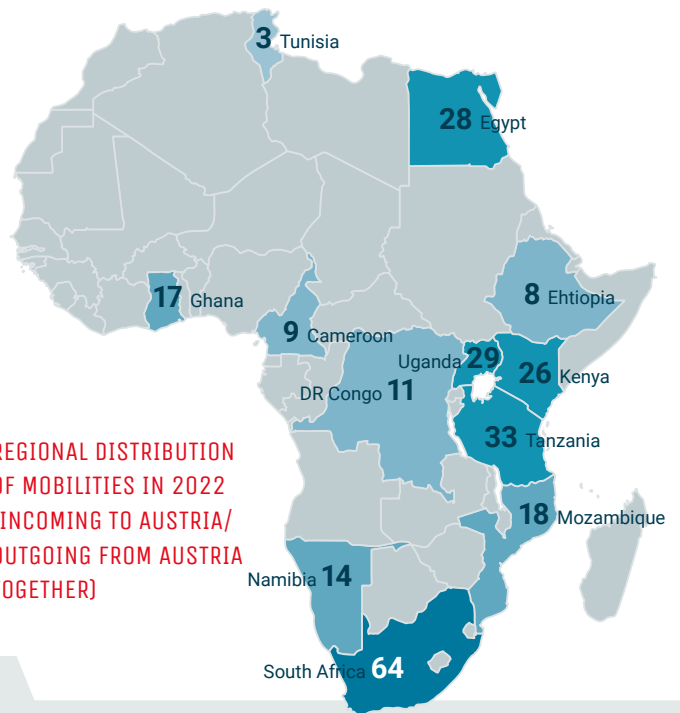 3 Tunisia
28 Egypt
17 Ghana
8 Ehtiopia
9 Cameroon
Uganda 29
26 Kenya
DR Congo 11
33 Tanzania
REGIONAL DISTRIBUTION
OF MOBILITIES IN 2022
INCOMING TO AUSTRIA/
OUTGOING FROM AUSTRIA
TOGETHER)
18 Mozambique
Namibia 14
South Africa 64